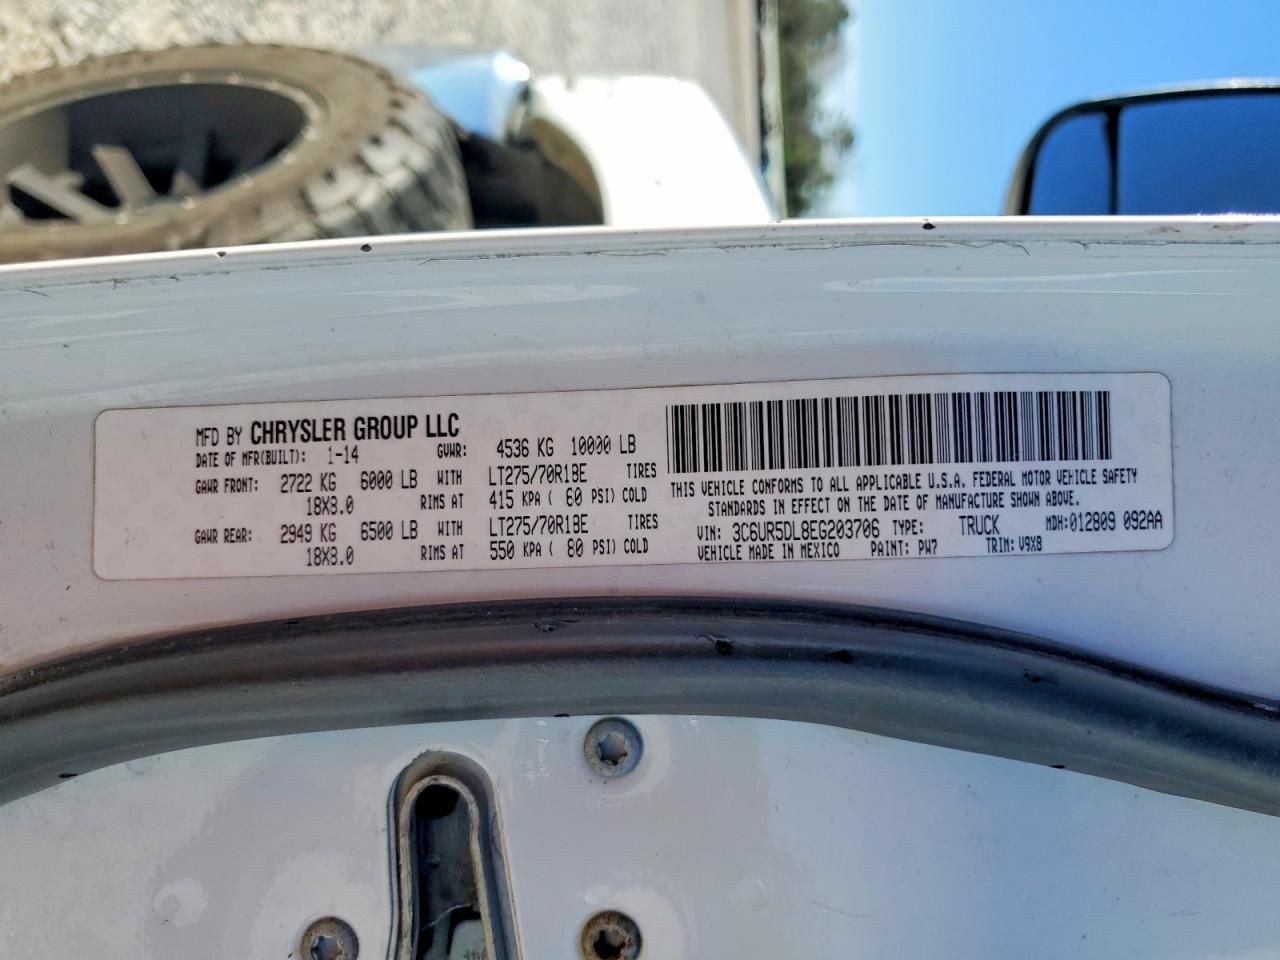 MFD BY CHRYSLER GROUP LLC
DATE OF MFR(BUILT): 1-14 GVWR: 4536 KG 10000 LB
GAWR FRONT: 2722 KG 6000 LB WITH LT275/70R18E TIRES
18X8.0 RIMS AT 415 KPA ( 60 PSI) COLD
GAWR REAR: 2949 KG 6500 LB WITH LT275/70R18E TIRES
18X8.0 RIMS AT 550 KPA ( 80 PSI) COLD
THIS VEHICLE CONFORMS TO ALL APPLICABLE U.S.A. FEDERAL MOTOR VEHICLE SAFETY
STANDARDS IN EFFECT ON THE DATE OF MANUFACTURE SHOWN ABOVE.
VIN: 3C6UR5DL8EG203706 TYPE: TRUCK MDH:012809 092AA
VEHICLE MADE IN MEXICO PAINT: PW7 TRIM: V9X8